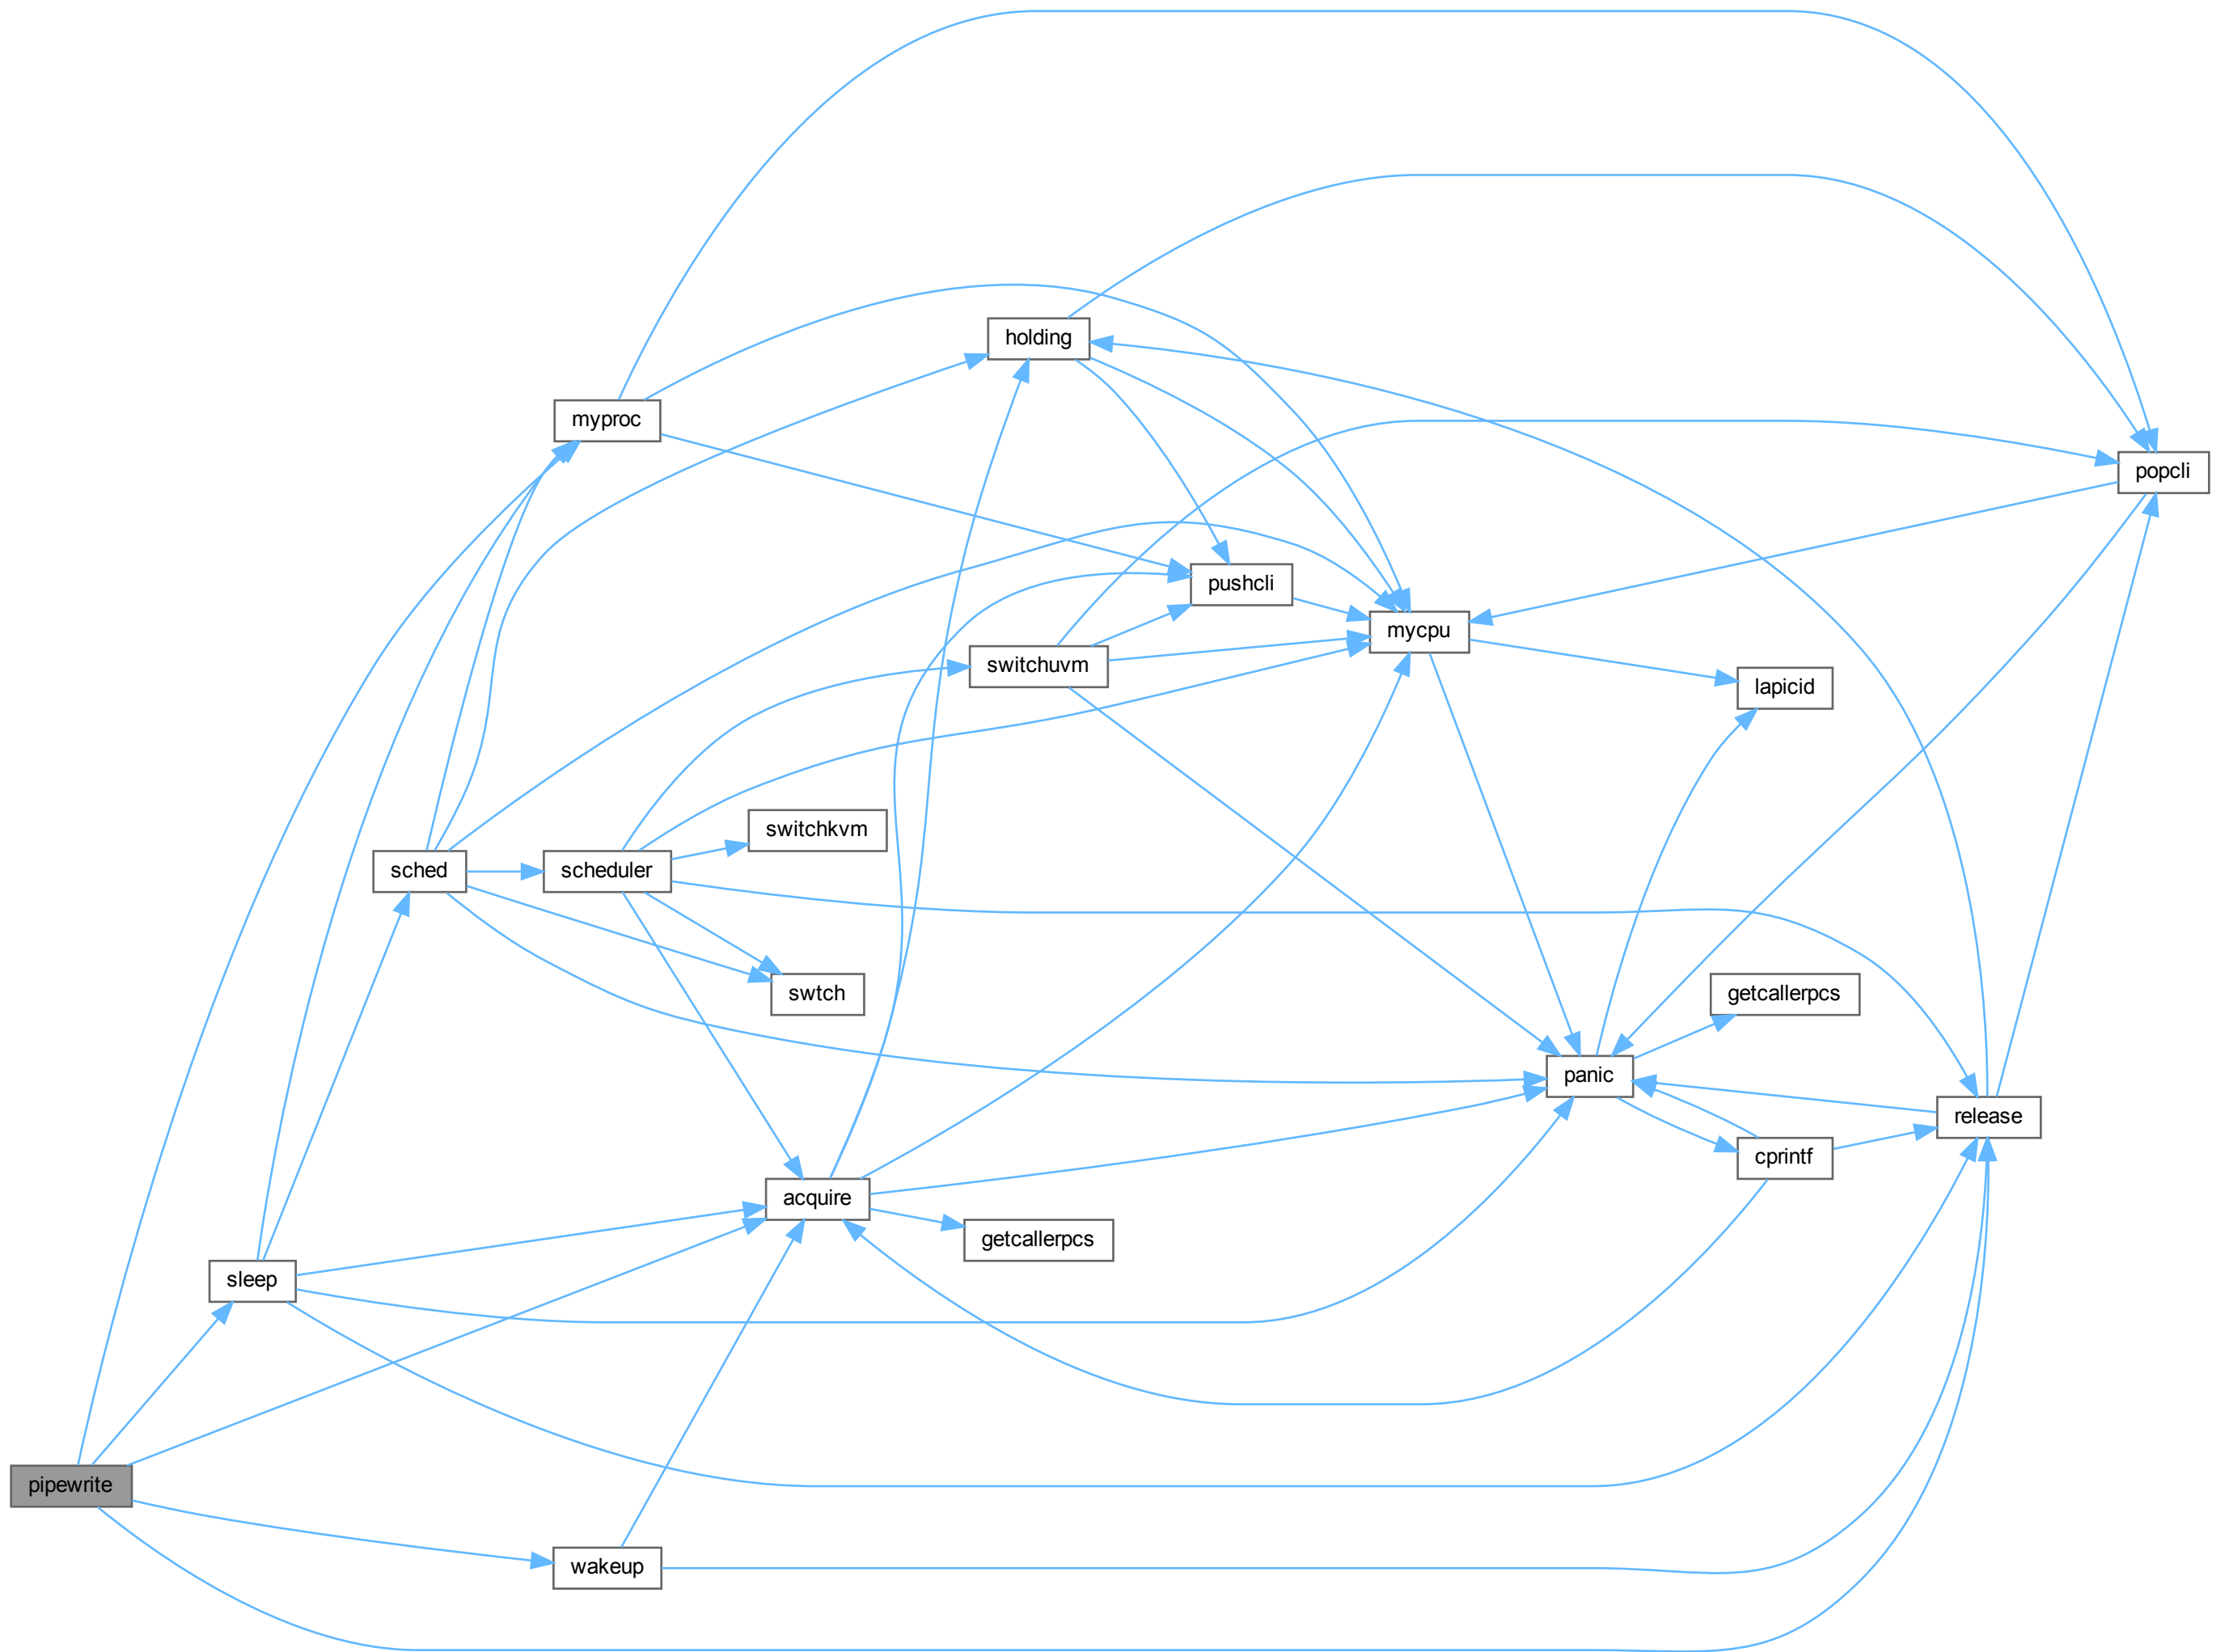 holding
myproc
popcli
pushcli
mycpu
switchuvm
lapicid
switchkvm
sched
scheduler
swtch
getcallerpcs
panic
release
cprintf
acquire
getcallerpcs
sleep
pipewrite
wakeup